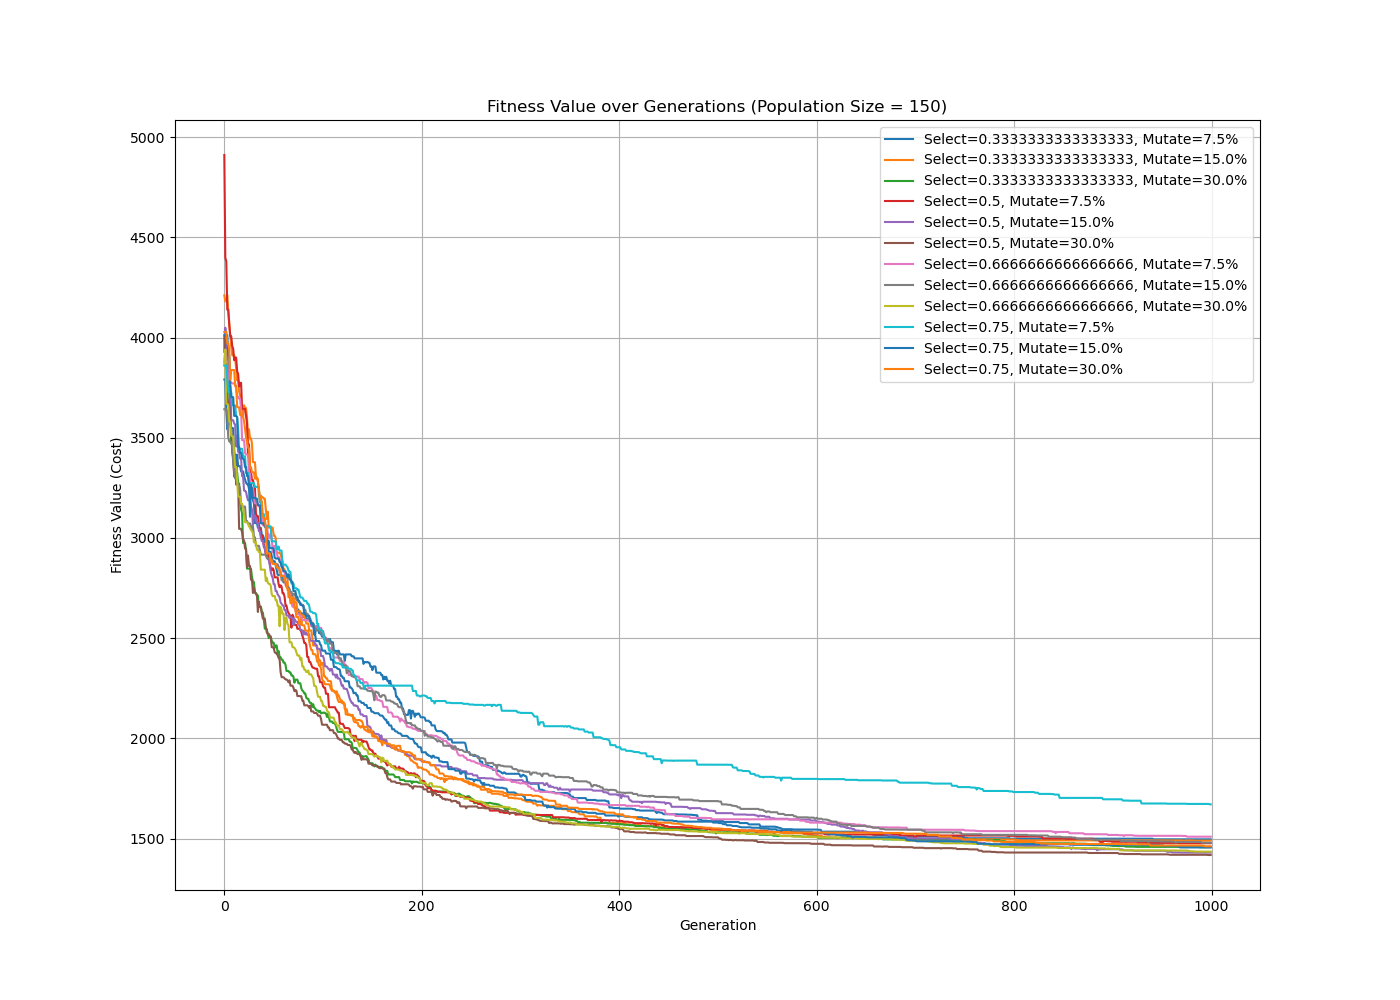 Fitness Value over Generations (Population Size = 150)
5000
4500
4000
3500
3000
2500
2000
1500
Fitness Value (Cost)
Select=0.3333333333333333, Mutate=7.5%
Select=0.3333333333333333, Mutate=15.0%
Select=0.3333333333333333, Mutate=30.0%
Select=0.5, Mutate=7.5%
Select=0.5, Mutate=15.0%
Select=0.5, Mutate=30.0%
Select=0.6666666666666666, Mutate=7.5%
Select=0.6666666666666666, Mutate=15.0%
Select=0.6666666666666666, Mutate=30.0%
Select=0.75, Mutate=7.5%
Select=0.75, Mutate=15.0%
Select=0.75, Mutate=30.0%
0 200 400 600 800 1000
Generation